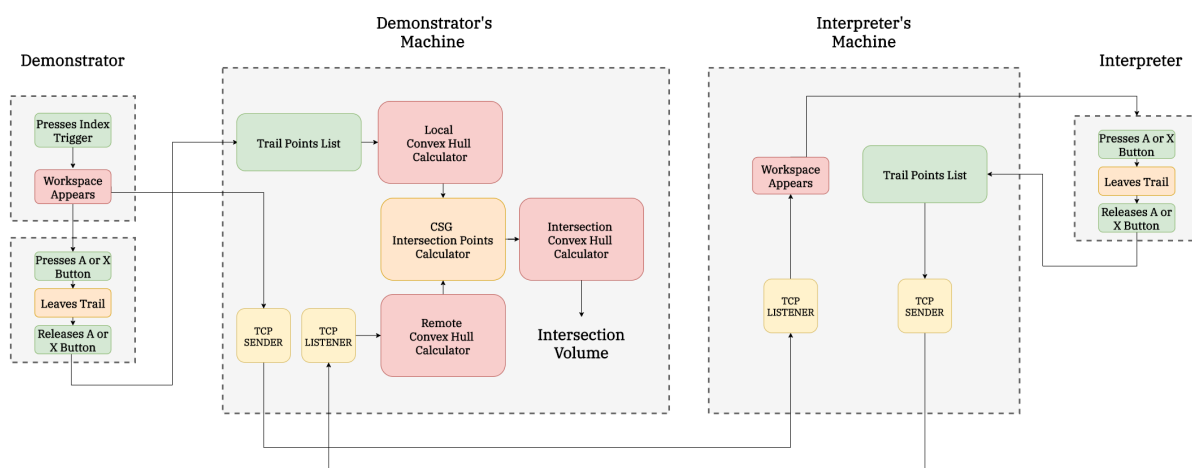 Demonstrator
Presses Index
Trigger
Workspace
Appears
Presses A or X
Button
Leaves Trail
Releases A or
X Button
Demonstrator's
Machine
Trail Points List
Local
Convex Hull
Calculator
CSG
Intersection Points
Calculator
Intersection
Convex Hull
Calculator
TCP
SENDER
TCP
LISTENER
Remote
Convex Hull
Calculator
Intersection
Volume
Interpreter's
Machine
Workspace
Appears
Trail Points List
TCP
LISTENER
TCP
SENDER
Interpreter
Presses A or X
Button
Leaves Trail
Releases A or
X Button